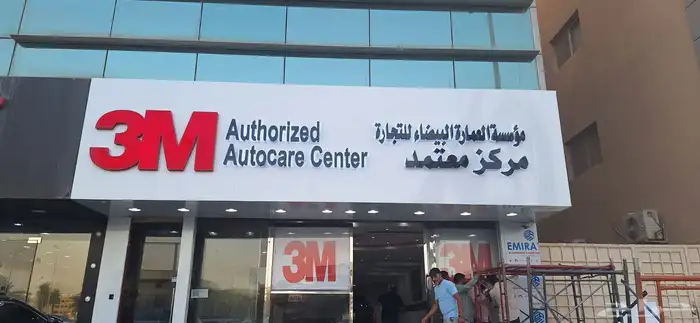 3M
Authorized
Autocare Center
مؤسسة العمارة البيضاء للتجارة
مركز معتمد
3M
3M
EMIRA